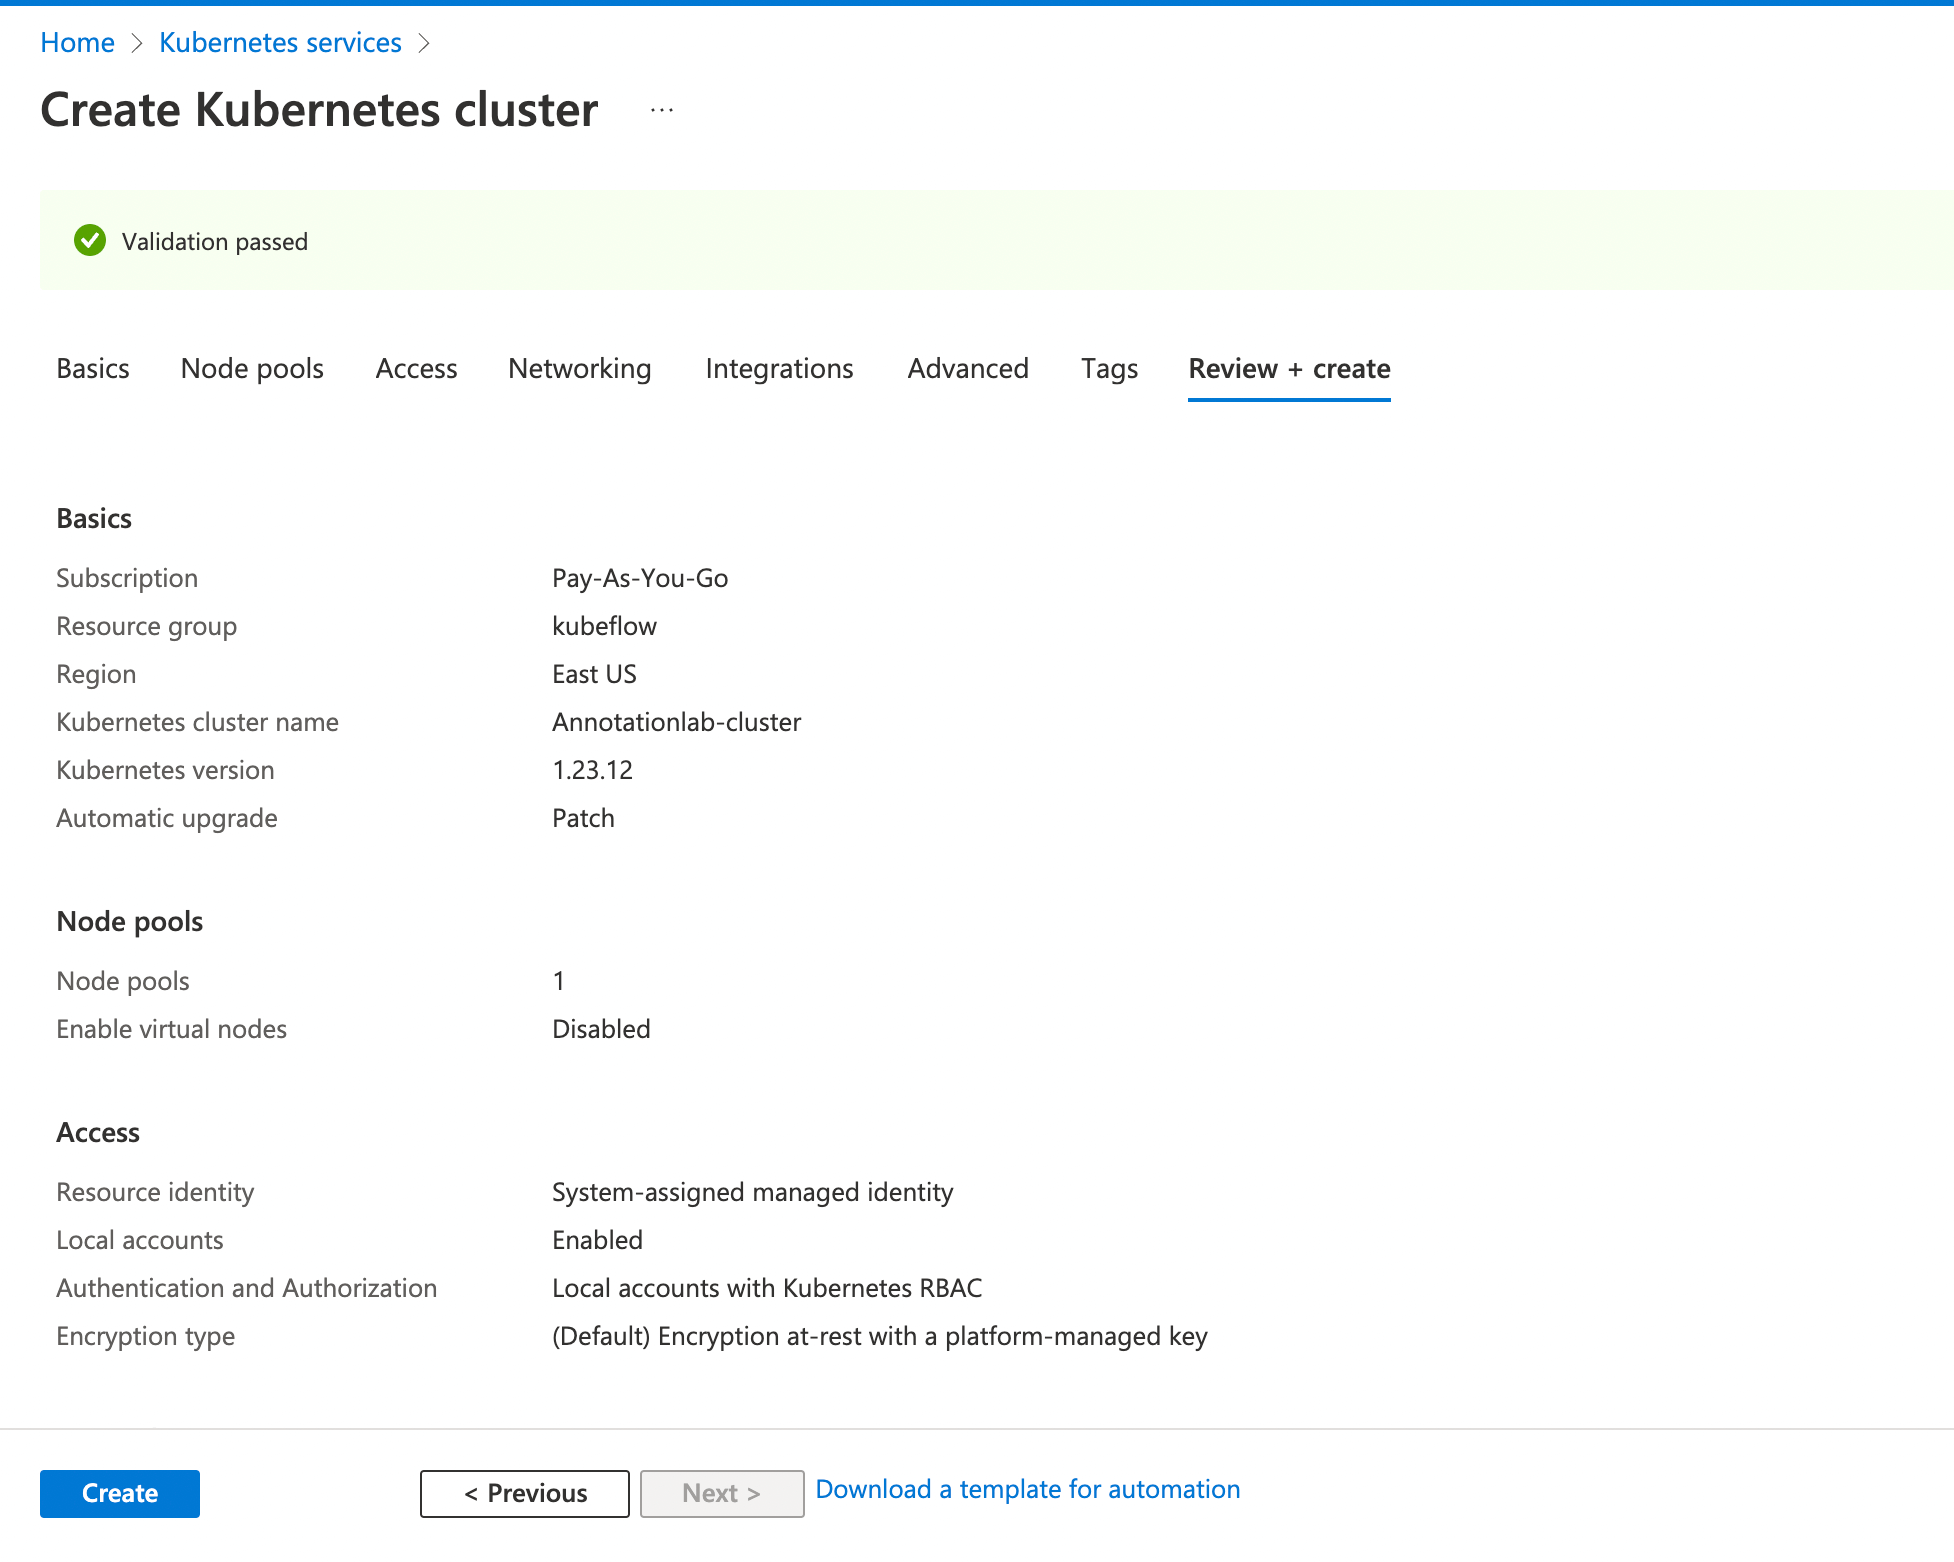 Home > Kubernetes services >
Create Kubernetes cluster ...
Validation passed
Basics Node pools Access Networking Integrations Advanced Tags Review + create
Basics
Subscription Pay-As-You-Go
Resource group kubeflow
Region East US
Kubernetes cluster name Annotationlab-cluster
Kubernetes version 1.23.12
Automatic upgrade Patch
Node pools
Node pools 1
Enable virtual nodes Disabled
Access
Resource identity System-assigned managed identity
Local accounts Enabled
Authentication and Authorization Local accounts with Kubernetes RBAC
Encryption type (Default) Encryption at-rest with a platform-managed key
Create < Previous Next > Download a template for automation